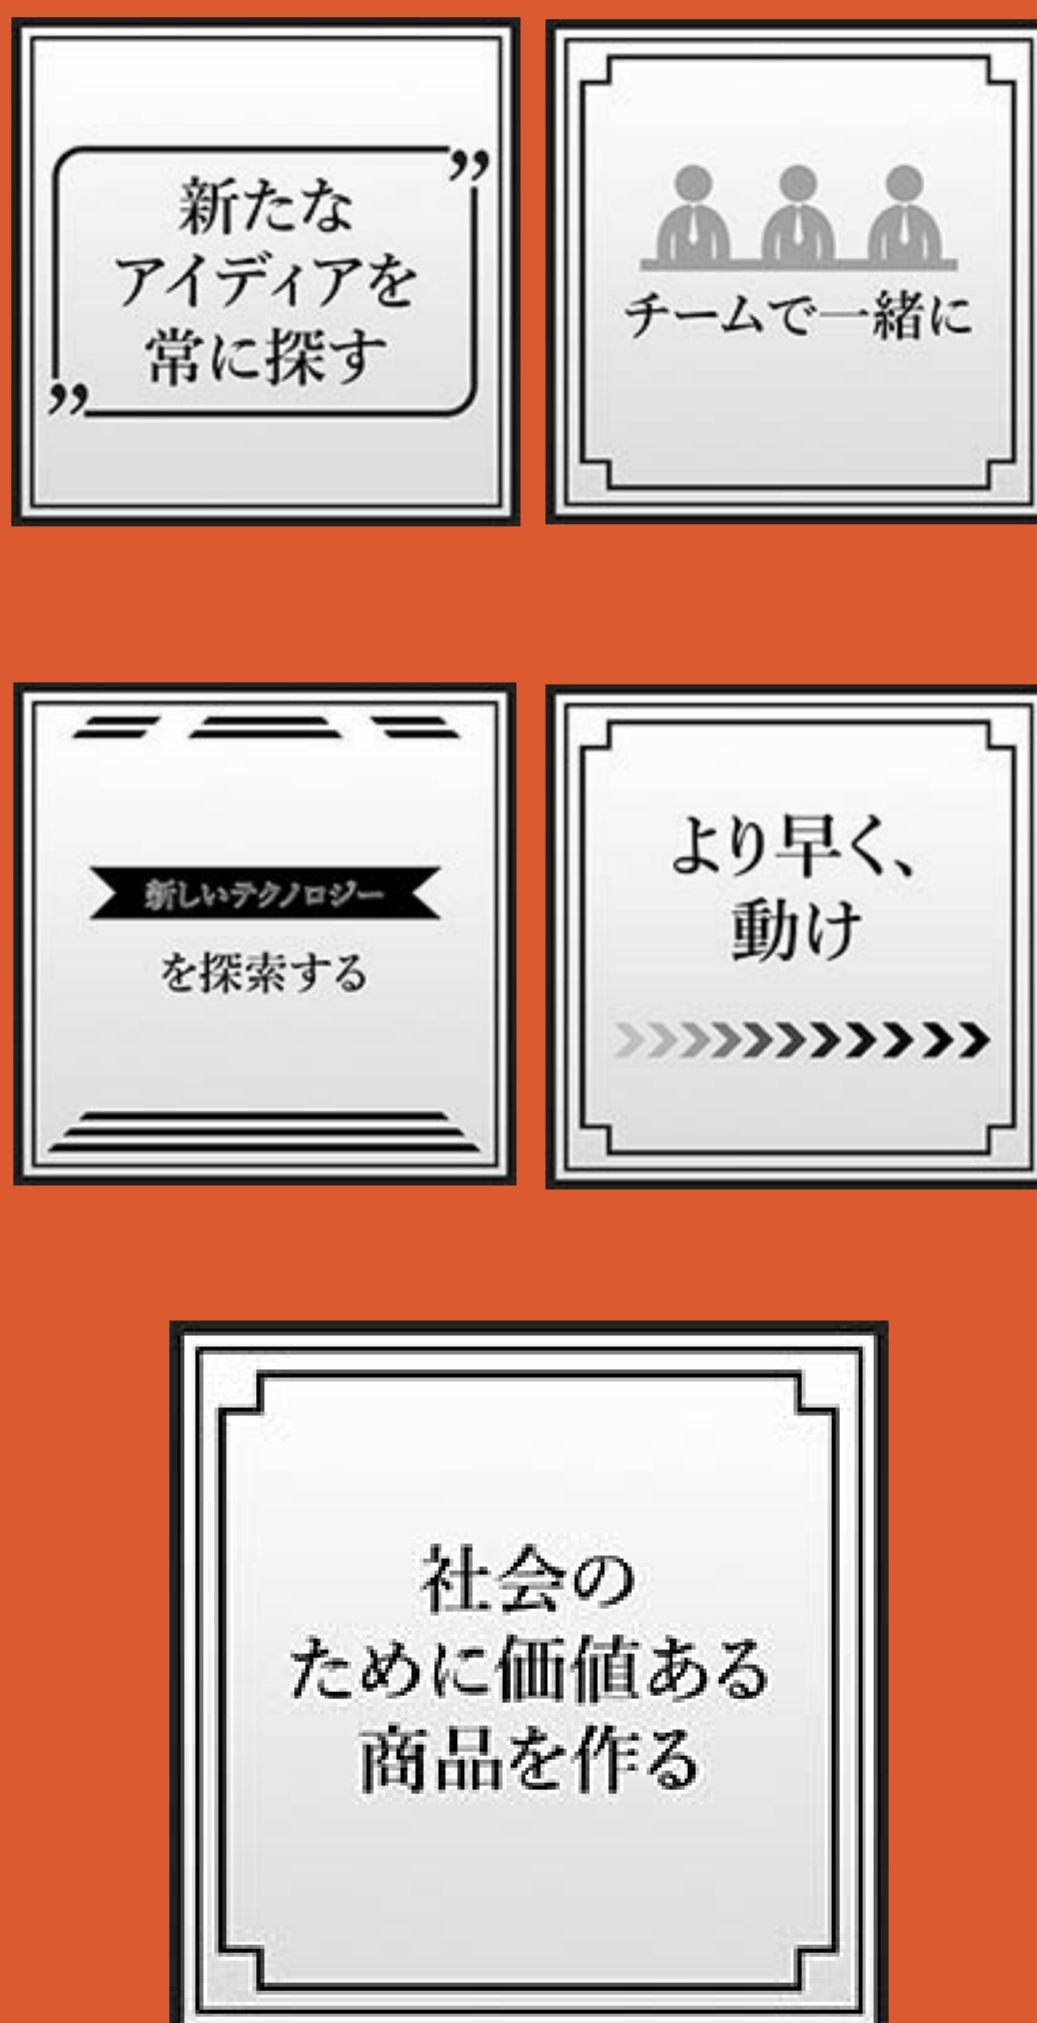 新たな
アイディアを
常に探す
チームで一緒に
新しいテクノロジー
を探索する
より早く、
動け
社会の
ために価値ある
商品を作る